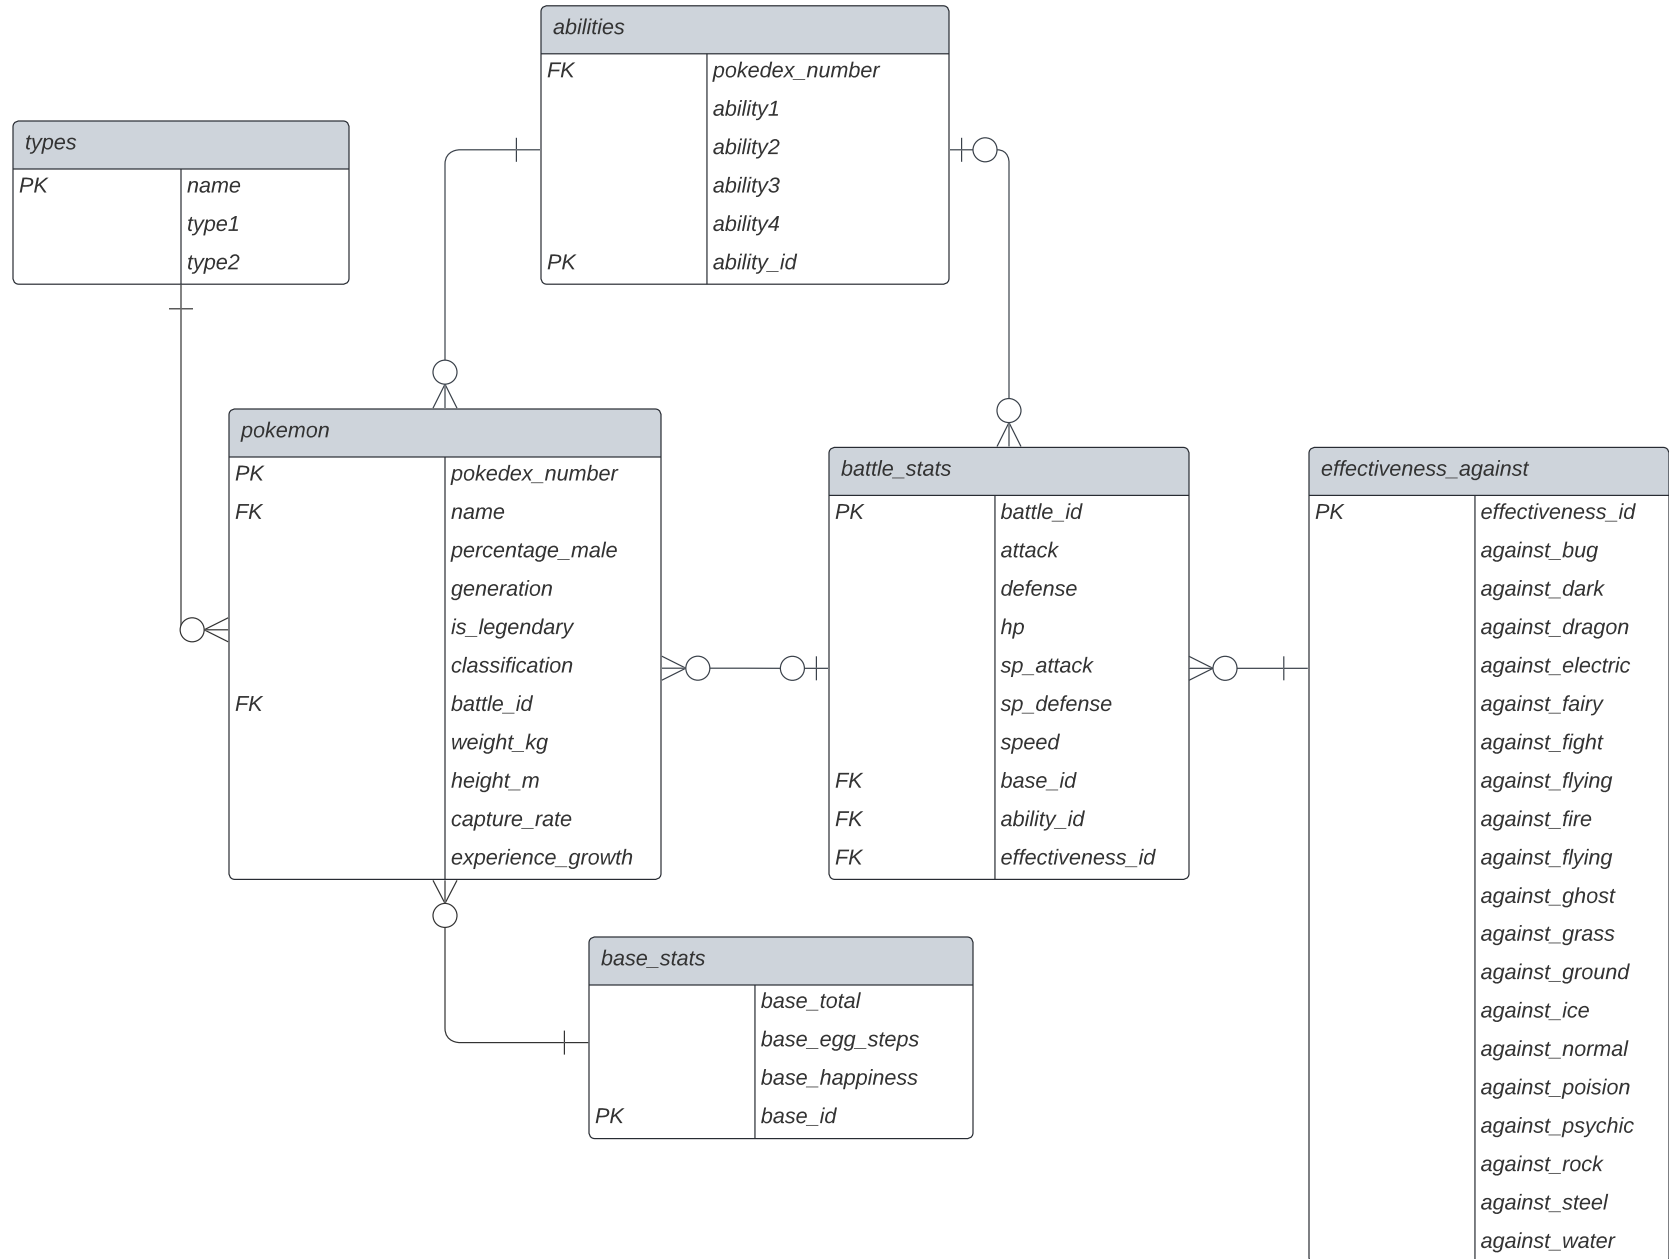 abilities
FK pokedex_number
ability1
ability2
ability3
ability4
PK ability_id
types
PK name
type1
type2
pokemon
PK pokedex_number
FK name
percentage_male
generation
is_legendary
classification
FK battle_id
weight_kg
height_m
capture_rate
experience_growth
battle_stats
PK battle_id
attack
defense
hp
sp_attack
sp_defense
speed
FK base_id
FK ability_id
FK effectiveness_id
effectiveness_against
PK effectiveness_id
against_bug
against_dark
against_dragon
against_electric
against_fairy
against_fight
against_flying
against_fire
against_flying
against_ghost
against_grass
against_ground
against_ice
against_normal
against_poision
against_psychic
against_rock
against_steel
against_water
base_stats
base_total
base_egg_steps
base_happiness
PK base_id